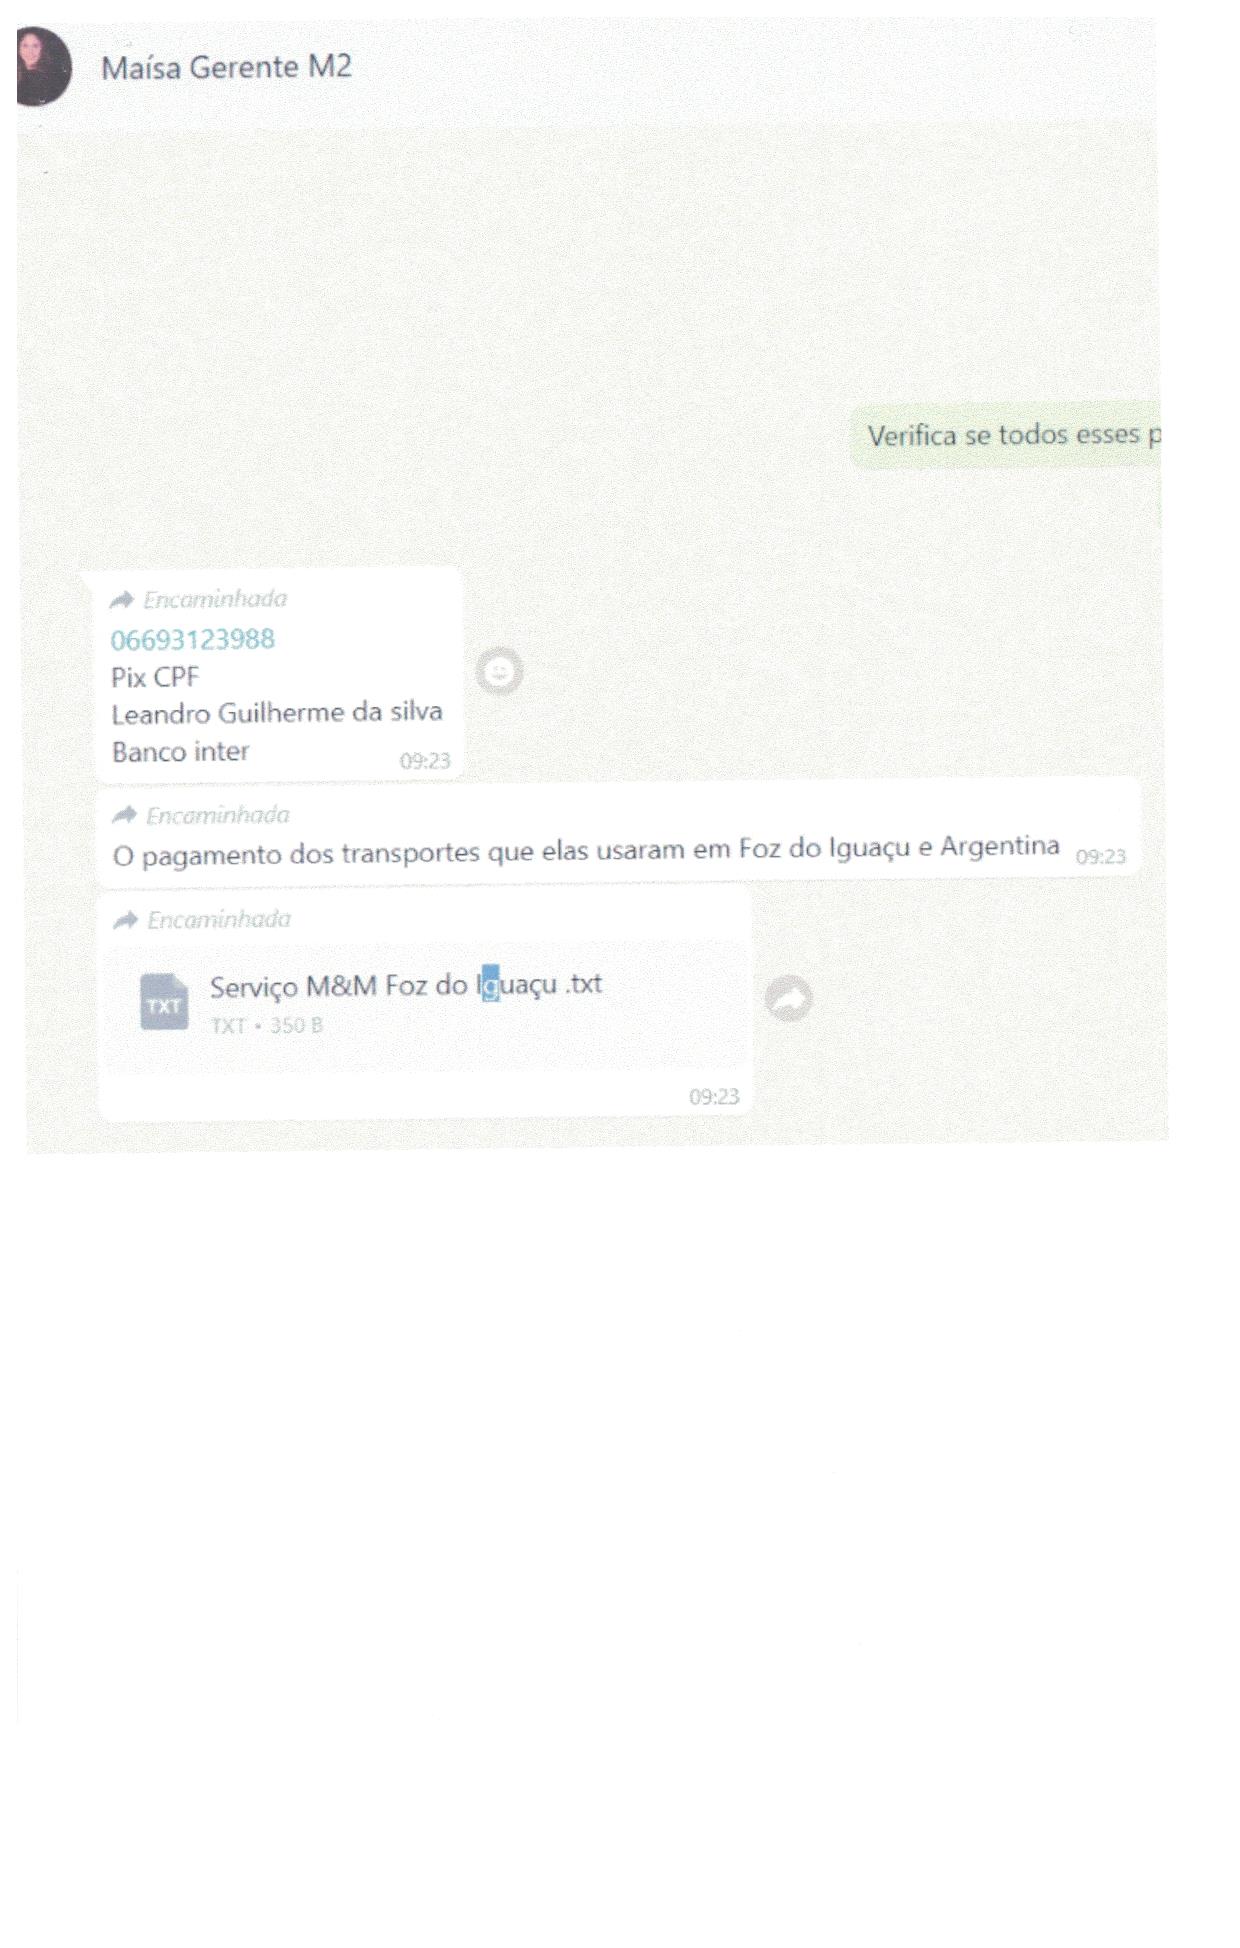 Maísa Gerente M2
Verifica se todos esses p
Encaminhada
06693123988
Pix CPF
Leandro Guilherme da silva
Banco inter
09:23
Encaminhada
O pagamento dos transportes que elas usaram em Foz do Iguaçu e Argentina
09:23
Encaminhada
TXT
Serviço M&M Foz do Iguaçu .txt
TXT • 350 B
09:23